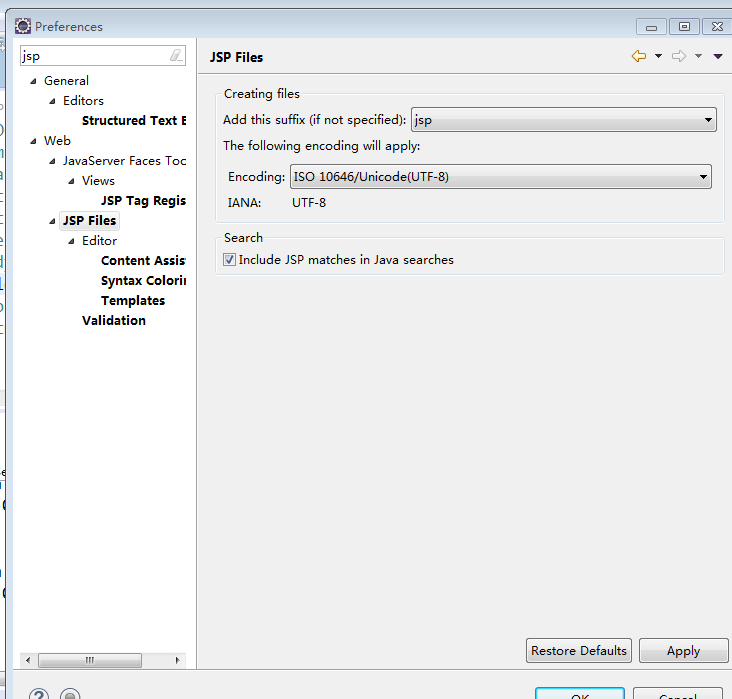 Preferences
jsp
General
Editors
Structured Text E
Web
JavaServer Faces Too
Views
JSP Tag Regis
JSP Files
Editor
Content Assis
Syntax Colorin
Templates
Validation
JSP Files
Creating files
Add this suffix (if not specified): jsp
The following encoding will apply:
Encoding: ISO 10646/Unicode(UTF-8)
IANA: UTF-8
Search
Include JSP matches in Java searches
Restore Defaults Apply
OK Cancel